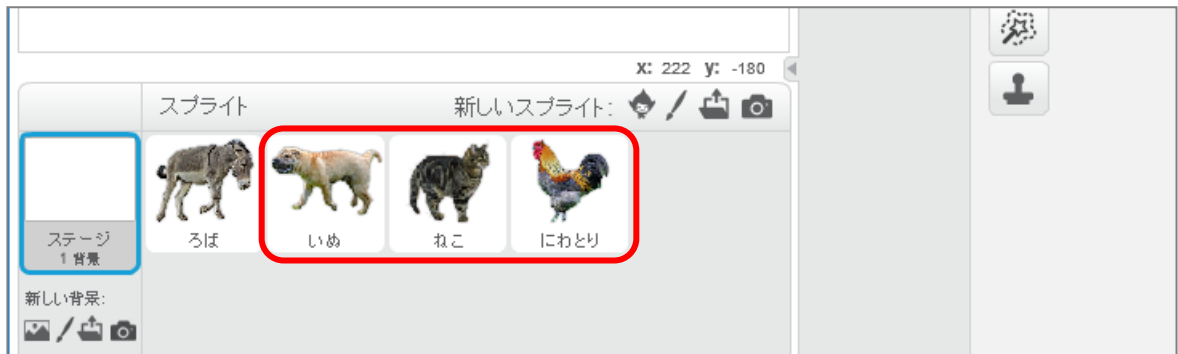 X: 222 y: -180
スプライト 新しいスプライト:
ろば いぬ ねこ にわとり
ステージ
1 背景
新しい背景: